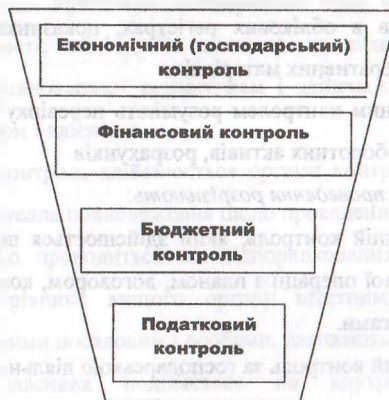 Економічний (господарський)
контроль
Фінансовий контроль
Бюджетний
контроль
Податковий
контроль